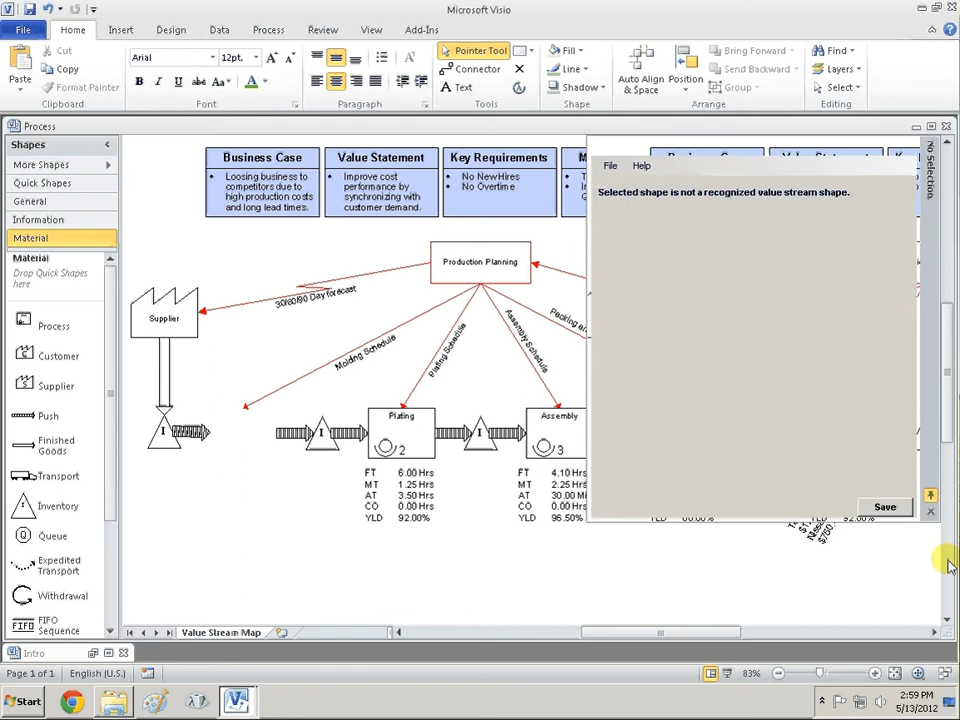 Microsoft Visio
File Home Insert Design Data Process Review View Add-Ins
Paste
Cut
Copy
Format Painter
Clipboard
Arial 12pt.
B I U abc Aa A
Font
Paragraph
Pointer Tool
Connector
A Text
Tools
Fill
Line
Shadow
Shape
Auto Align & Space
Position
Bring Forward
Send Backward
Group
Arrange
Find
Layers
Select
Editing
Process
Shapes
More Shapes
Quick Shapes
General
Information
Material
Material
Drop Quick Shapes here
Process
Customer
Supplier
Push
Finished Goods
Transport
Inventory
Queue
Expedited Transport
Withdrawal
FIFO Sequence
Business Case
Loosing business to
competitors due to
high production costs
and long lead times.
Value Statement
Improve cost
performance by
synchronizing with
customer demand.
Key Requirements
No New Hires
No Overtime
File Help
Selected shape is not a recognized value stream shape.
Save
No Selection.
Production Planning
30/60/90 Day forecast
Supplier
Molding Schedule
Plating Schedule
Assembly Schedule
I
I
Plating
2
I
Assembly
3
FT 6.00 Hrs
MT 1.25 Hrs
AT 3.50 Hrs
CO 0.00 Hrs
YLD 92.00%
FT 4.10 Hrs
MT 2.25 Hrs
AT 30.00
CO 0.00 Hrs
YLD 96.50%
Value Stream Map
Intro
Page 1 of 1 English (U.S.) 83%
Start
2:59 PM
5/13/2012